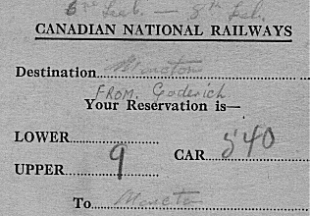 6th Feb. — 8th Feb.
CANADIAN NATIONAL RAILWAYS
Destination Moncton
FROM. Goderich
Your Reservation is—
LOWER
UPPER 9 CAR 540
To Moncton